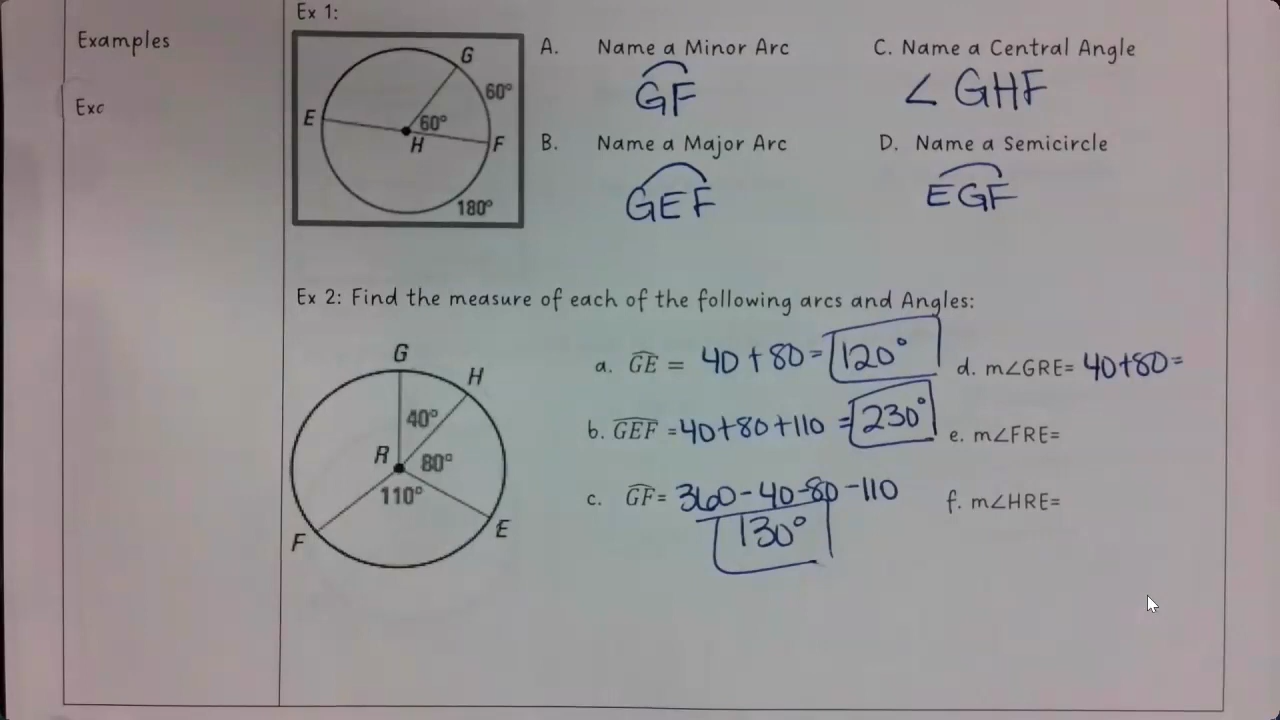 Ex 1:
Examples
Exc
G
60°
E
60°
H
F
180°
A. Name a Minor Arc
GF
B. Name a Major Arc
GEF
C. Name a Central Angle
∠ GHF
D. Name a Semicircle
EGF
Ex 2: Find the measure of each of the following arcs and Angles:
G
H
40°
R
80°
110°
F
E
a. GE = 40 + 80 = 120°
b. GEF = 40 + 80 + 110 = 230°
c. GF = 360 - 40 - 80 - 110
130°
d. m∠GRE= 40+80=
e. m∠FRE=
f. m∠HRE=